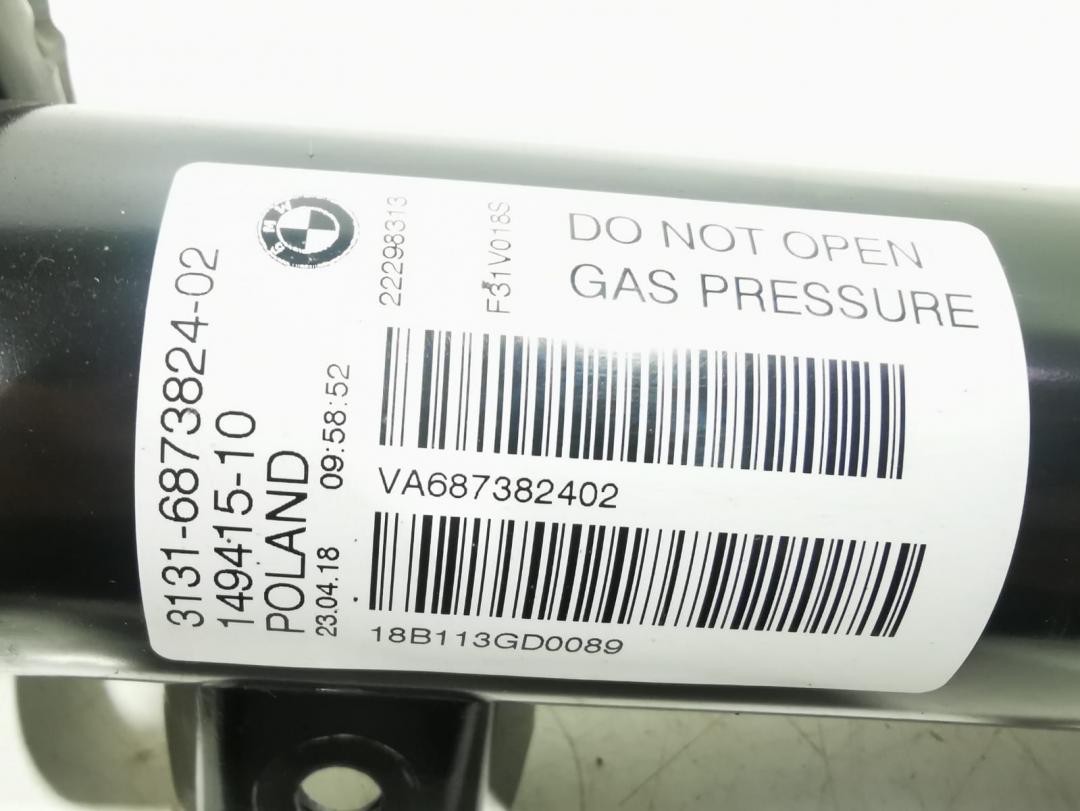 BMW
3131-6873824-02
149415-10
POLAND
23.04.18 09:58:52
22298313
F31V018S
DO NOT OPEN
GAS PRESSURE
VA687382402
18B113GD0089